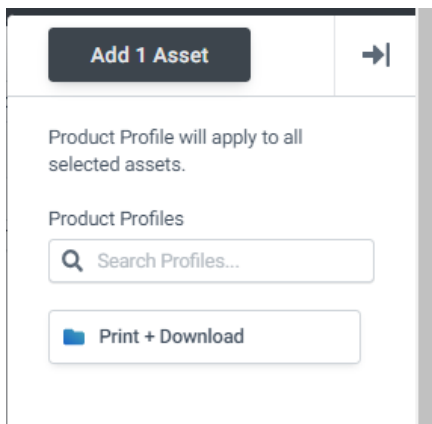 Add 1 Asset
Product Profile will apply to all
selected assets.
Product Profiles
Search Profiles...
Print + Download